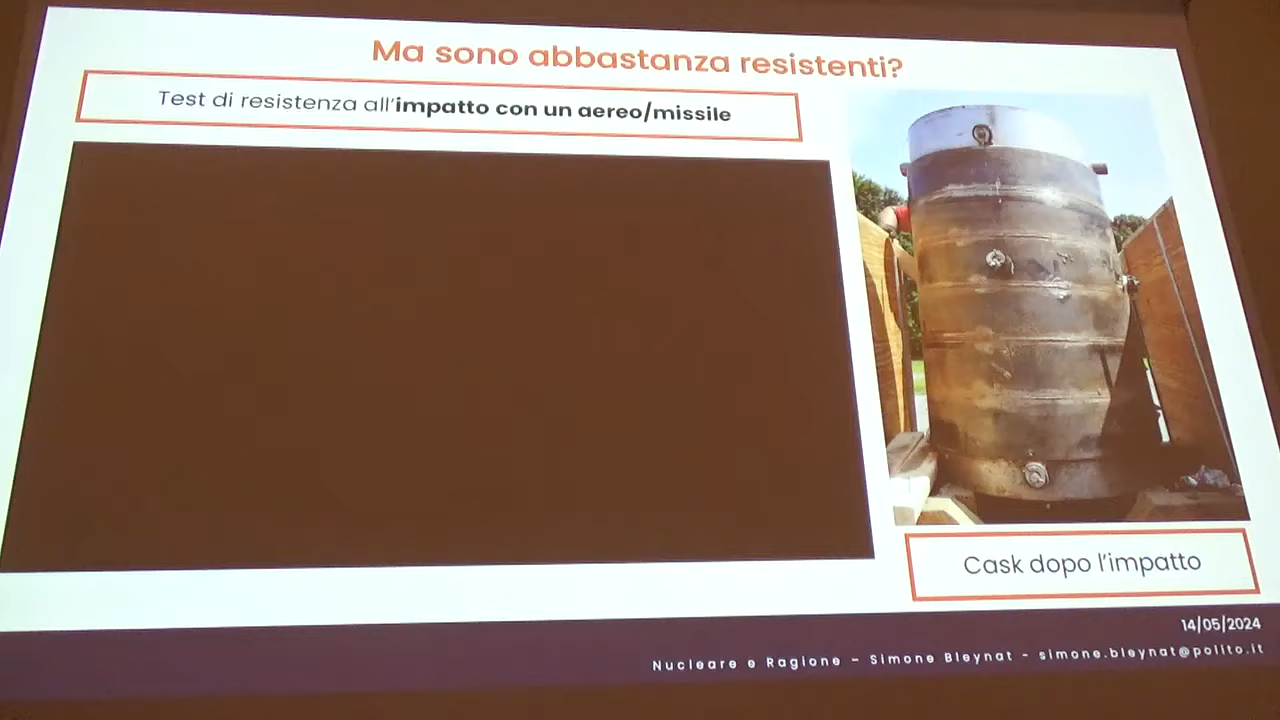 Ma sono abbastanza resistenti?
Test di resistenza all'impatto con un aereo/missile
Cask dopo l'impatto
14/05/2024
Nucleare e Ragione - Simone Bleynat - simone.bleynat@polito.it